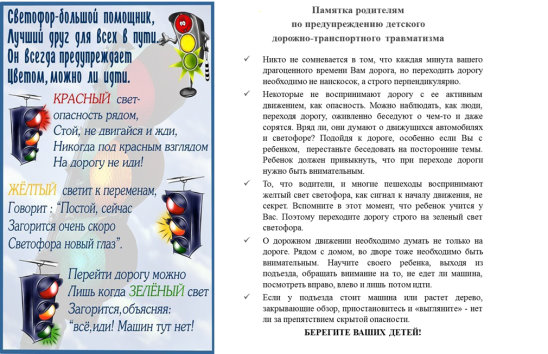 Светофор-большой помощник,
Лучший друг для всех в пути.
Он всегда предупреждает
Цветом, можно ли идти.
КРАСНЫЙ свет-
опасность рядом,
Стой, не двигайся и жди,
Никогда под красным взглядом
На дорогу не иди!
ЖЁЛТЫЙ светит к переменам,
Говорит : “Постой, сейчас
Загорится очень скоро
Светофора новый глаз”.
Перейти дорогу можно
Лишь когда ЗЕЛЁНЫЙ свет
Загорится,объясняя:
“всё,иди! Машин тут нет!
Памятка родителям
по предупреждению детского
дорожно-транспортного травматизма
Никто не сомневается в том, что каждая минута вашего
драгоценного времени Вам дорога, но переходить дорогу
необходимо не наискосок, а строго перпендикулярно.
Некоторые не воспринимают дорогу с ее активным
движением, как опасность. Можно наблюдать, как люди,
переходя дорогу, оживленно беседуют о чем-то и даже
сорятся. Вряд ли, они думают о движущихся автомобилях
и светофоре? Подойдя к дороге, особенно если Вы с
ребенком, перестаньте беседовать на посторонние темы.
Ребенок должен привыкнуть, что при переходе дороги
нужно быть внимательным.
То, что водители, и многие пешеходы воспринимают
желтый свет светофора, как сигнал к началу движения, не
секрет. Вспомните в этот момент, что ребенок учится у
Вас. Поэтому переходите дорогу строго на зеленый свет
светофора.
О дорожном движении необходимо думать не только на
дороге. Рядом с домом, во дворе тоже необходимо быть
внимательным. Научите своего ребенка, выходя из
подъезда, обращать внимание на то, не едет ли машина,
посмотреть вправо, влево и лишь потом идти.
Если у подъезда стоит машина или растет дерево,
закрывающие обзор, приостановитесь и «выгляните» - нет
ли за препятствием скрытой опасности.
БЕРЕГИТЕ ВАШИХ ДЕТЕЙ!